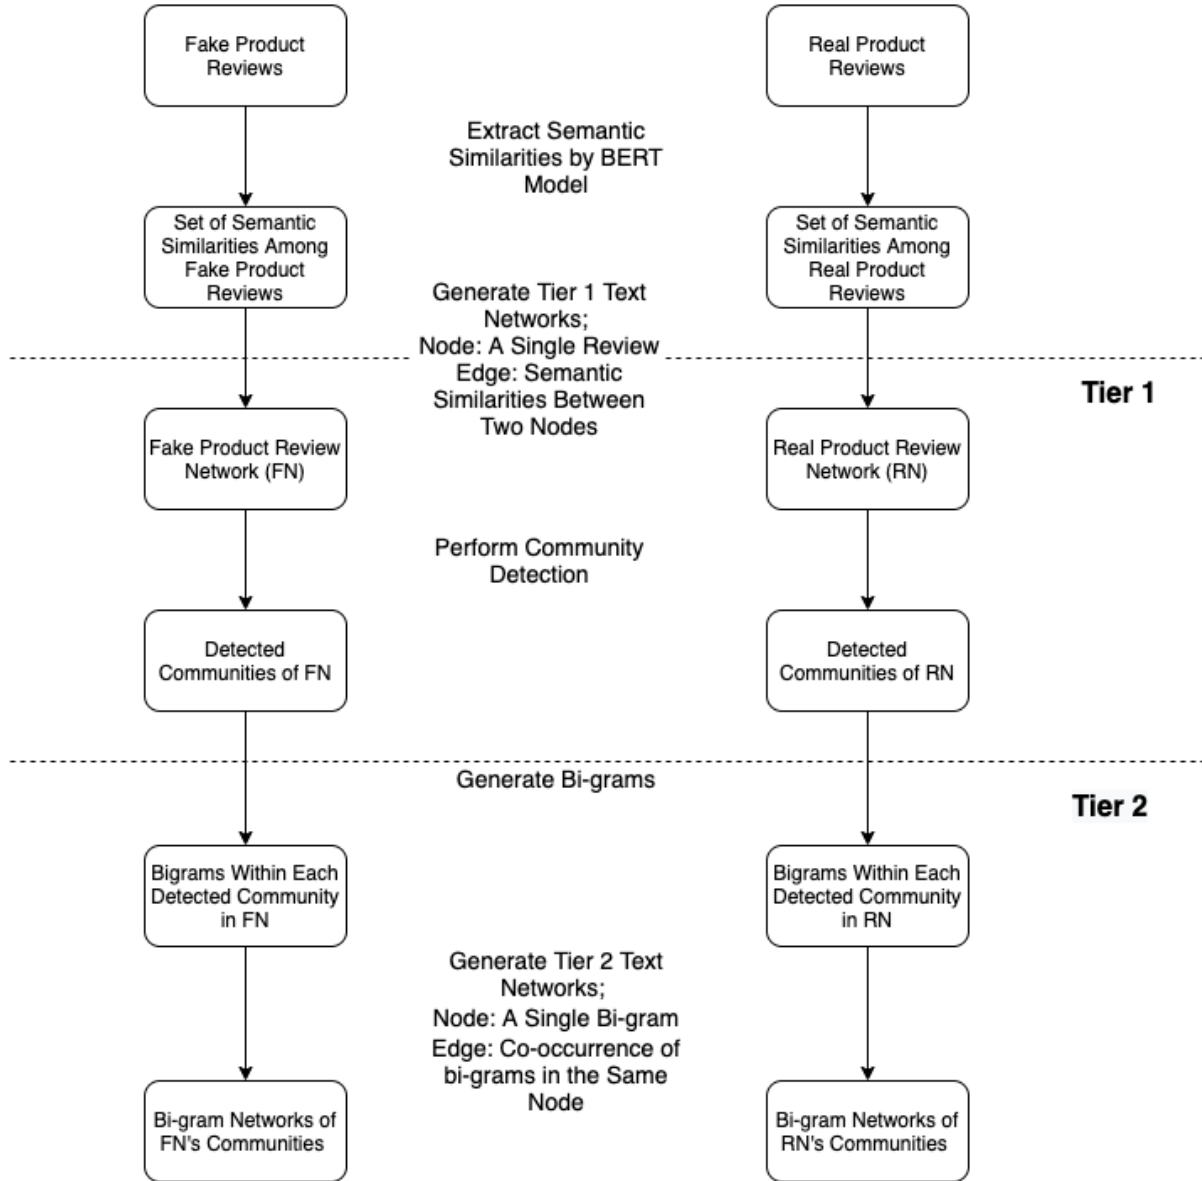 Fake Product
Reviews
Real Product
Reviews
Extract Semantic
Similarities by BERT
Model
Set of Semantic
Similarities Among
Fake Product
Reviews
Set of Semantic
Similarities Among
Real Product
Reviews
Generate Tier 1 Text
Networks;
Node: A Single Review
Edge: Semantic
Similarities Between
Two Nodes
Tier 1
Fake Product Review
Network (FN)
Real Product Review
Network (RN)
Perform Community
Detection
Detected
Communities of FN
Detected
Communities of RN
Generate Bi-grams
Tier 2
Bigrams Within Each
Detected Community
in FN
Bigrams Within Each
Detected Community
in RN
Generate Tier 2 Text
Networks;
Node: A Single Bi-gram
Edge: Co-occurrence of
bi-grams in the Same
Node
Bi-gram Networks of
FN's Communities
Bi-gram Networks of
RN's Communities